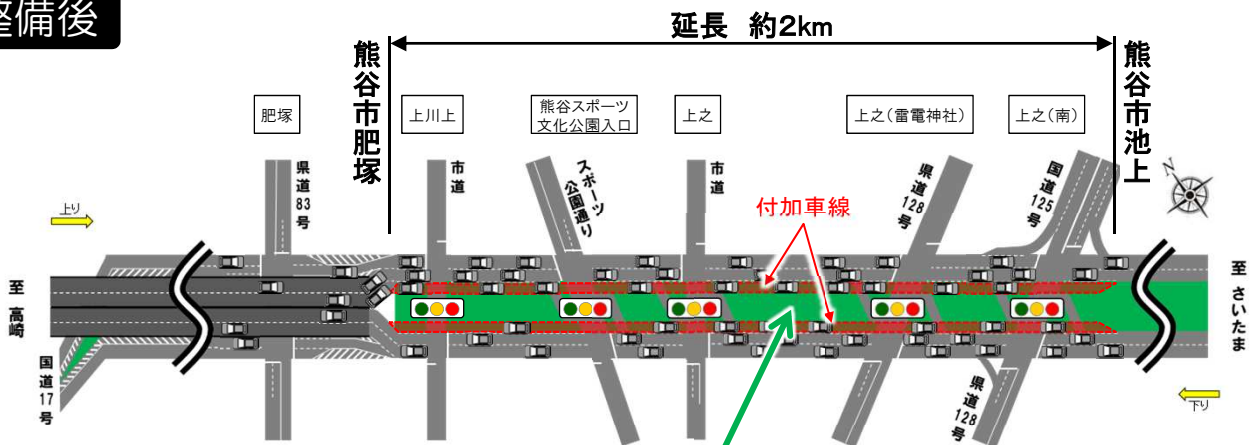 整備後
延長 約2km
熊谷市肥塚
熊谷市池上
肥塚
上川上
熊谷スポーツ
文化公園入口
上之
上之(雷電神社)
上之(南)
県道83号
市道
スポーツ
公園通り
市道
県道128号
国道125号
N
上り
付加車線
至 高崎
至 さいたま
国道17号
県道128号
下り